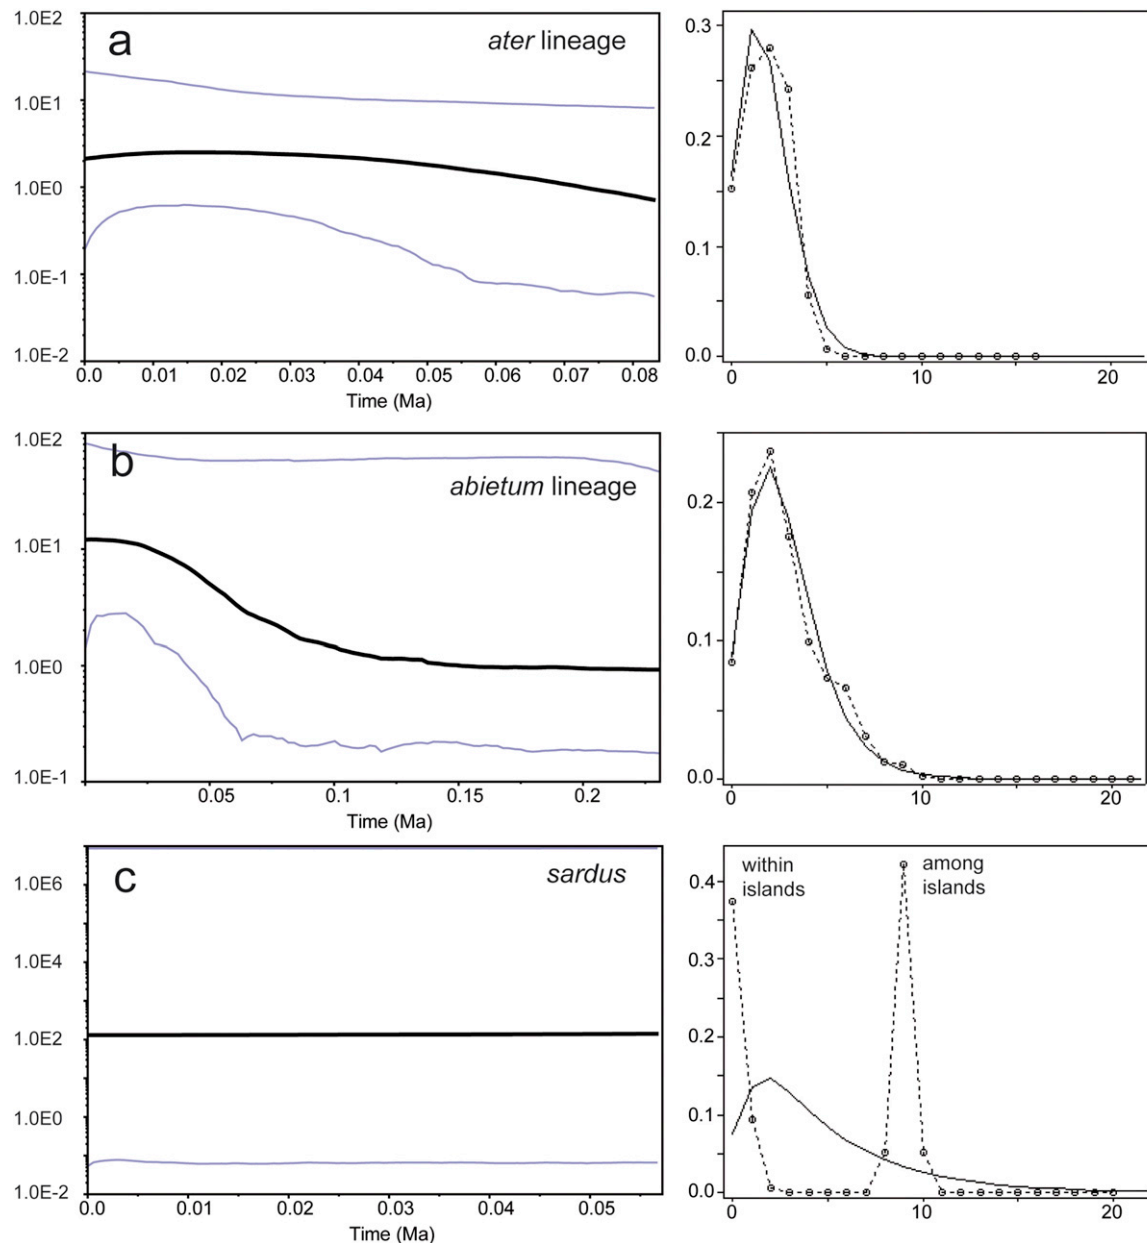 a
ater lineage
1.0E2
1.0E1
1.0E0
1.0E-1
1.0E-2
0.0 0.01 0.02 0.03 0.04 0.05 0.06 0.07 0.08
Time (Ma)
0.3
0.2
0.1
0.0
0 10 20
b
abietum lineage
1.0E2
1.0E1
1.0E0
1.0E-1
0.05 0.1 0.15 0.2
Time (Ma)
0.2
0.1
0.0
0 10 20
c
sardus
1.0E6
1.0E4
1.0E2
1.0E0
1.0E-2
0.0 0.01 0.02 0.03 0.04 0.05
Time (Ma)
within
islands
among
islands
0.4
0.3
0.2
0.1
0.0
0 10 20